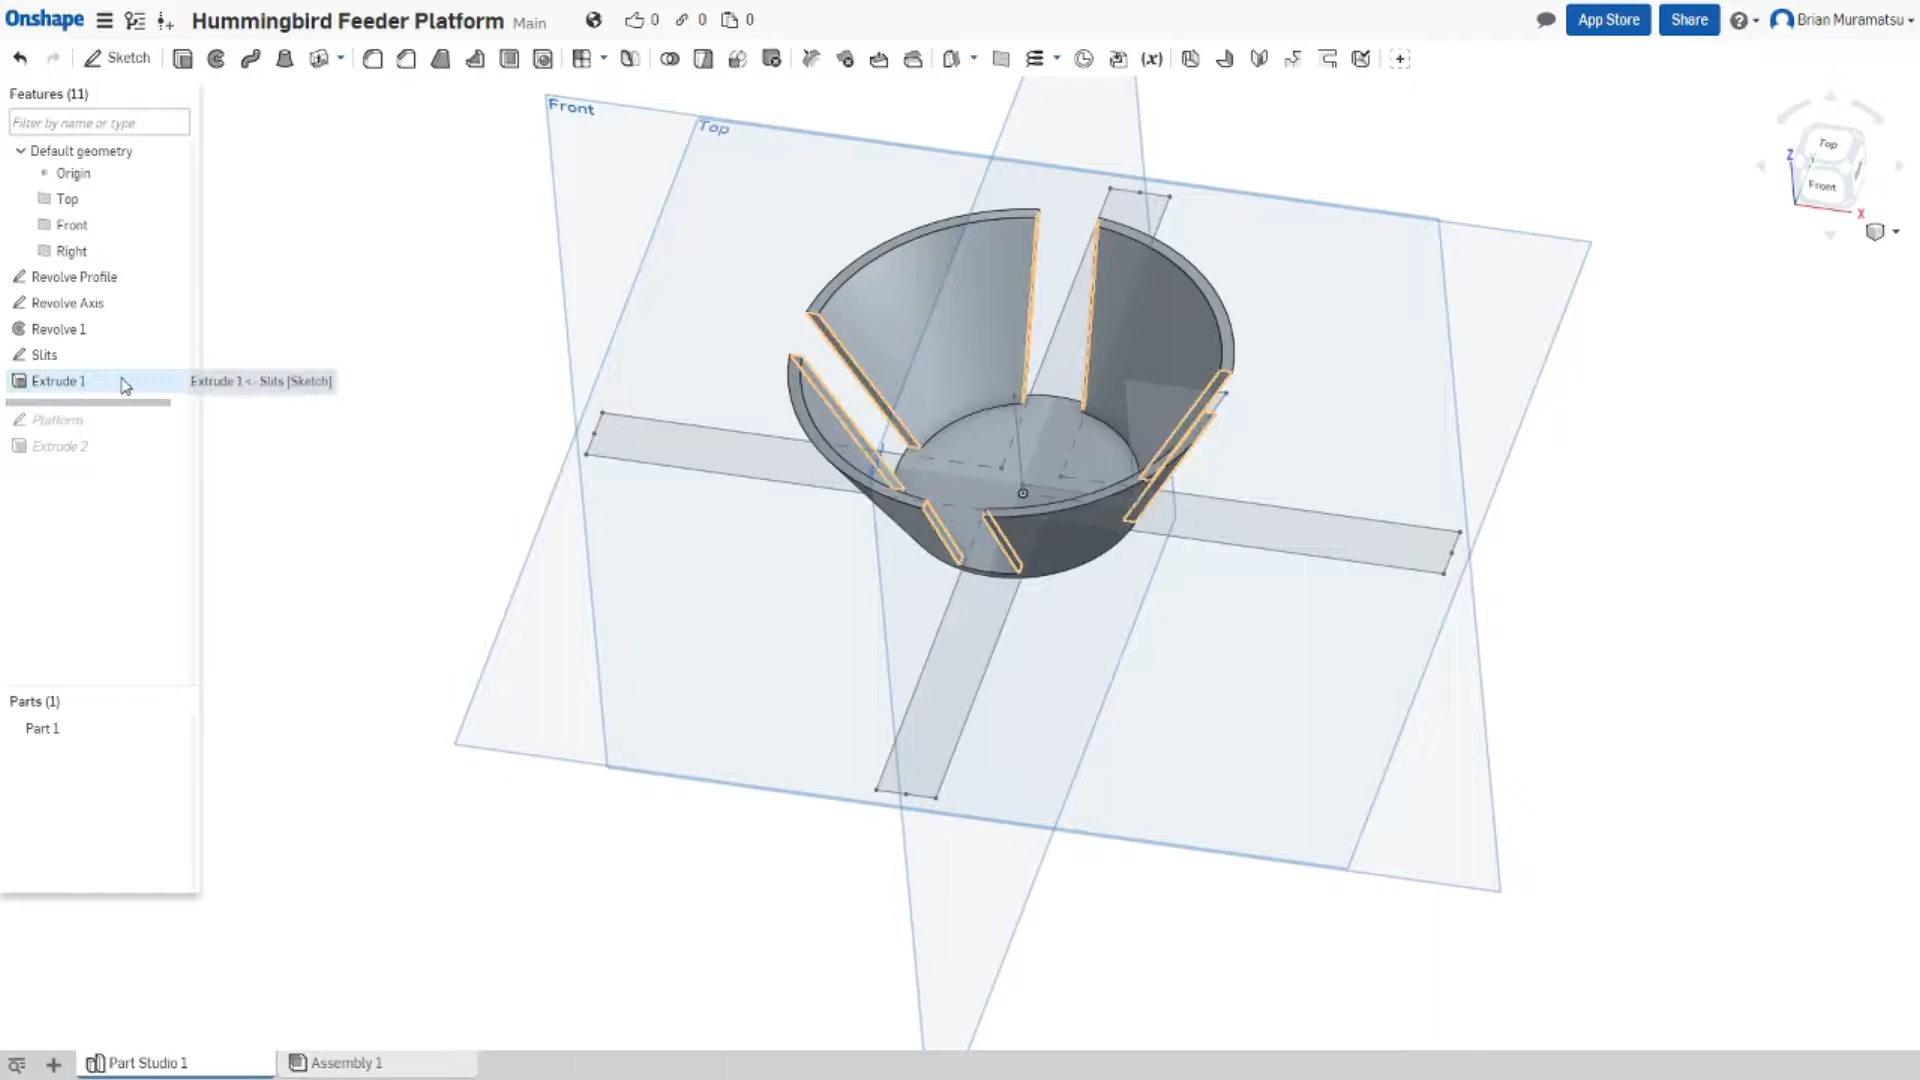 Onshape
Hummingbird Feeder Platform Main
0 0 0
App Store
Share
Brian Muramatsu
Sketch
(x)
Features (11)
Filter by name or type
Default geometry
Origin
Top
Front
Right
Revolve Profile
Revolve Axis
Revolve 1
Slits
Extrude 1
Extrude 1 <- Slits [Sketch]
Platform
Extrude 2
Parts (1)
Part 1
Front
Top
Top
Front
Z
X
Part Studio 1
Assembly 1